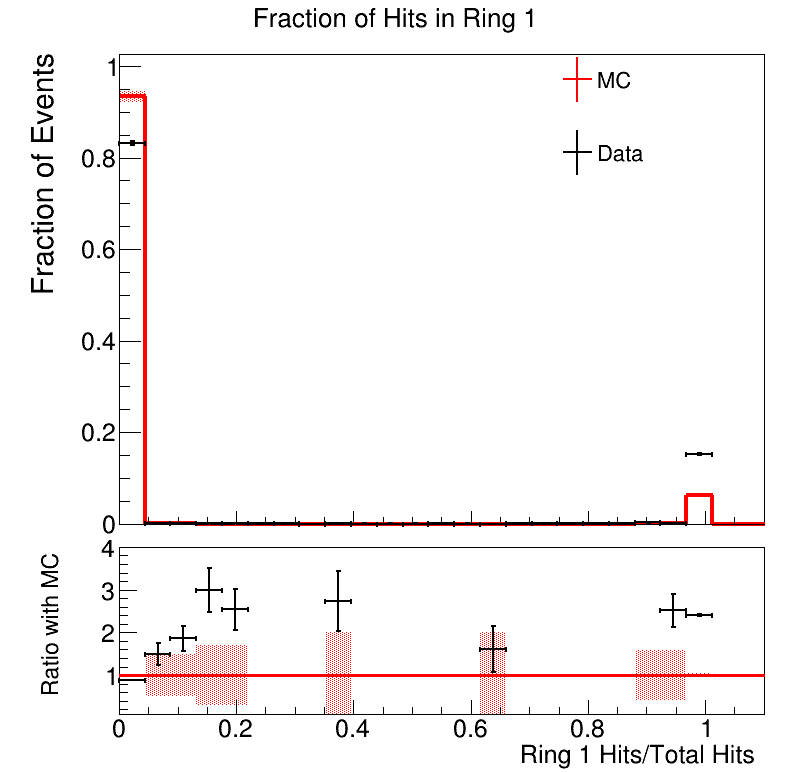 Fraction of Hits in Ring 1
Fraction of Events
1
0.8
0.6
0.4
0.2
0
MC
Data
Ratio with MC
4
3
2
1
0
0.2
0.4
0.6
0.8
1
Ring 1 Hits/Total Hits